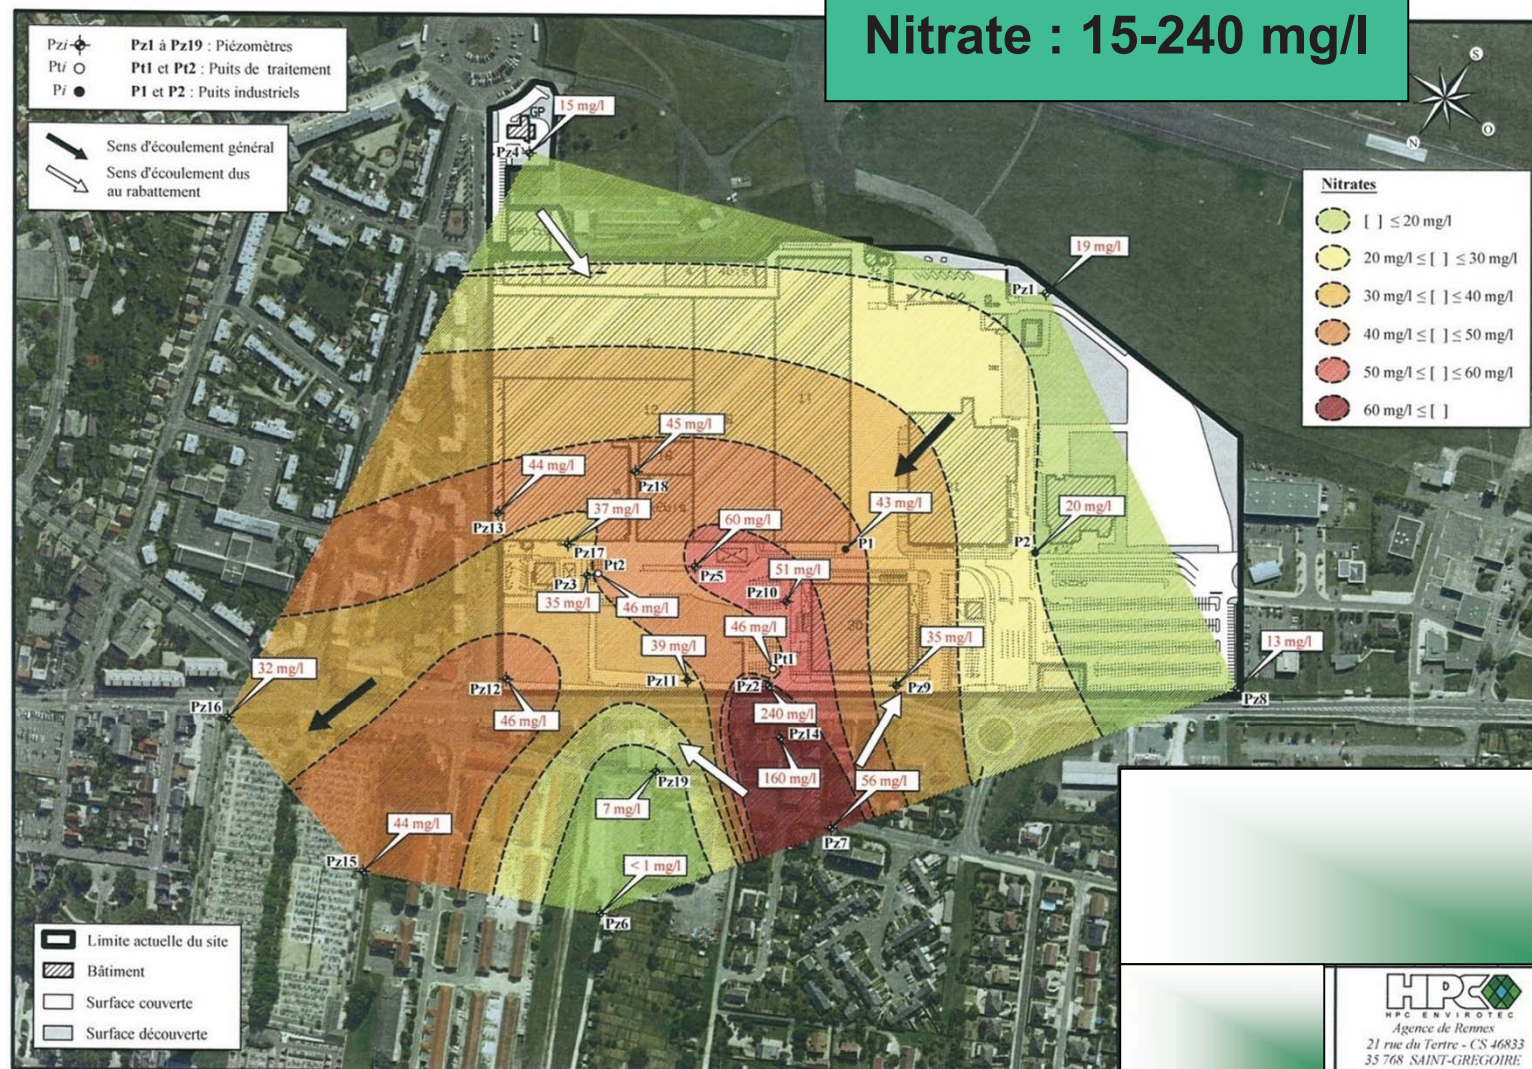 Nitrate : 15-240 mg/l
Pzi Pz1 à Pz19 : Piézomètres
Pti Pt1 et Pt2 : Puits de traitement
Pi P1 et P2 : Puits industriels
Sens d'écoulement général
Sens d'écoulement dus
au rabattement
S
O
N
Nitrates
[ ] ≤ 20 mg/l
20 mg/l ≤ [ ] ≤ 30 mg/l
30 mg/l ≤ [ ] ≤ 40 mg/l
40 mg/l ≤ [ ] ≤ 50 mg/l
50 mg/l ≤ [ ] ≤ 60 mg/l
60 mg/l ≤ [ ]
GP
15 mg/l
Pz4
19 mg/l
Pz1
12
11
45 mg/l
Pz18
44 mg/l
Pz13
37 mg/l
Pz17
60 mg/l
Pz5
43 mg/l
P1
20 mg/l
P2
Pt2
Pz3
35 mg/l
46 mg/l
51 mg/l
Pz10
20
46 mg/l
Pt1
39 mg/l
Pz11
35 mg/l
Pz9
13 mg/l
Pz8
32 mg/l
Pz16
Pz12
46 mg/l
Pz2
240 mg/l
Pz14
160 mg/l
56 mg/l
Pz7
Pz19
7 mg/l
44 mg/l
Pz15
< 1 mg/l
Pz6
Limite actuelle du site
Bâtiment
Surface couverte
Surface découverte
HPC
HPC ENVIROTEC
Agence de Rennes
21 rue du Tertre - CS 46833
35 768 SAINT-GREGOIRE